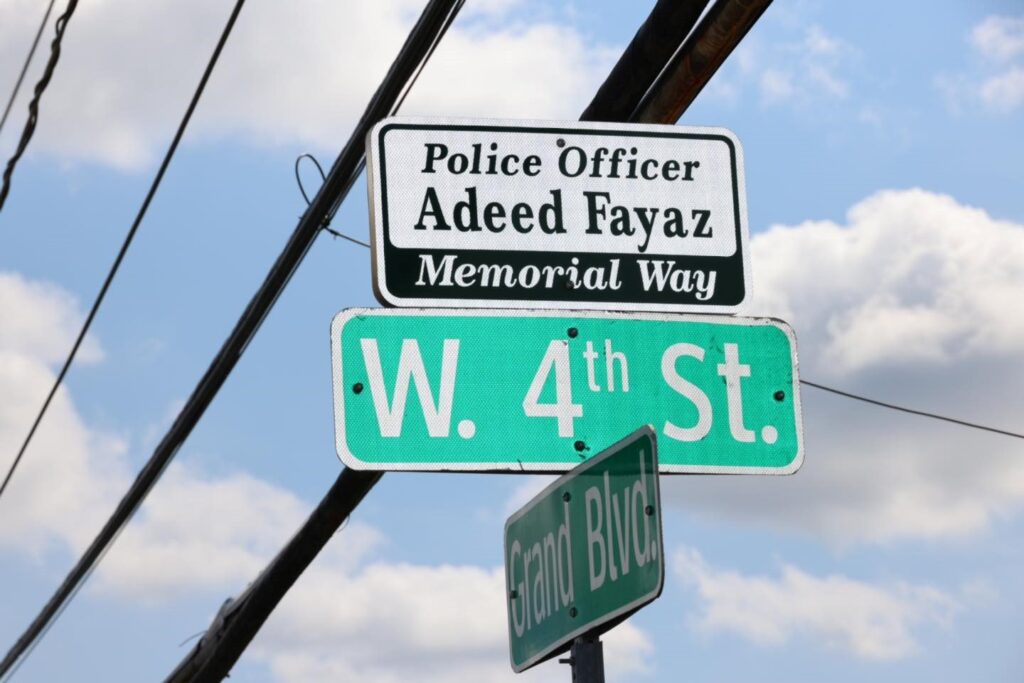 Police Officer
Adeed Fayaz
Memorial Way
W. 4th St.
Grand Blvd.